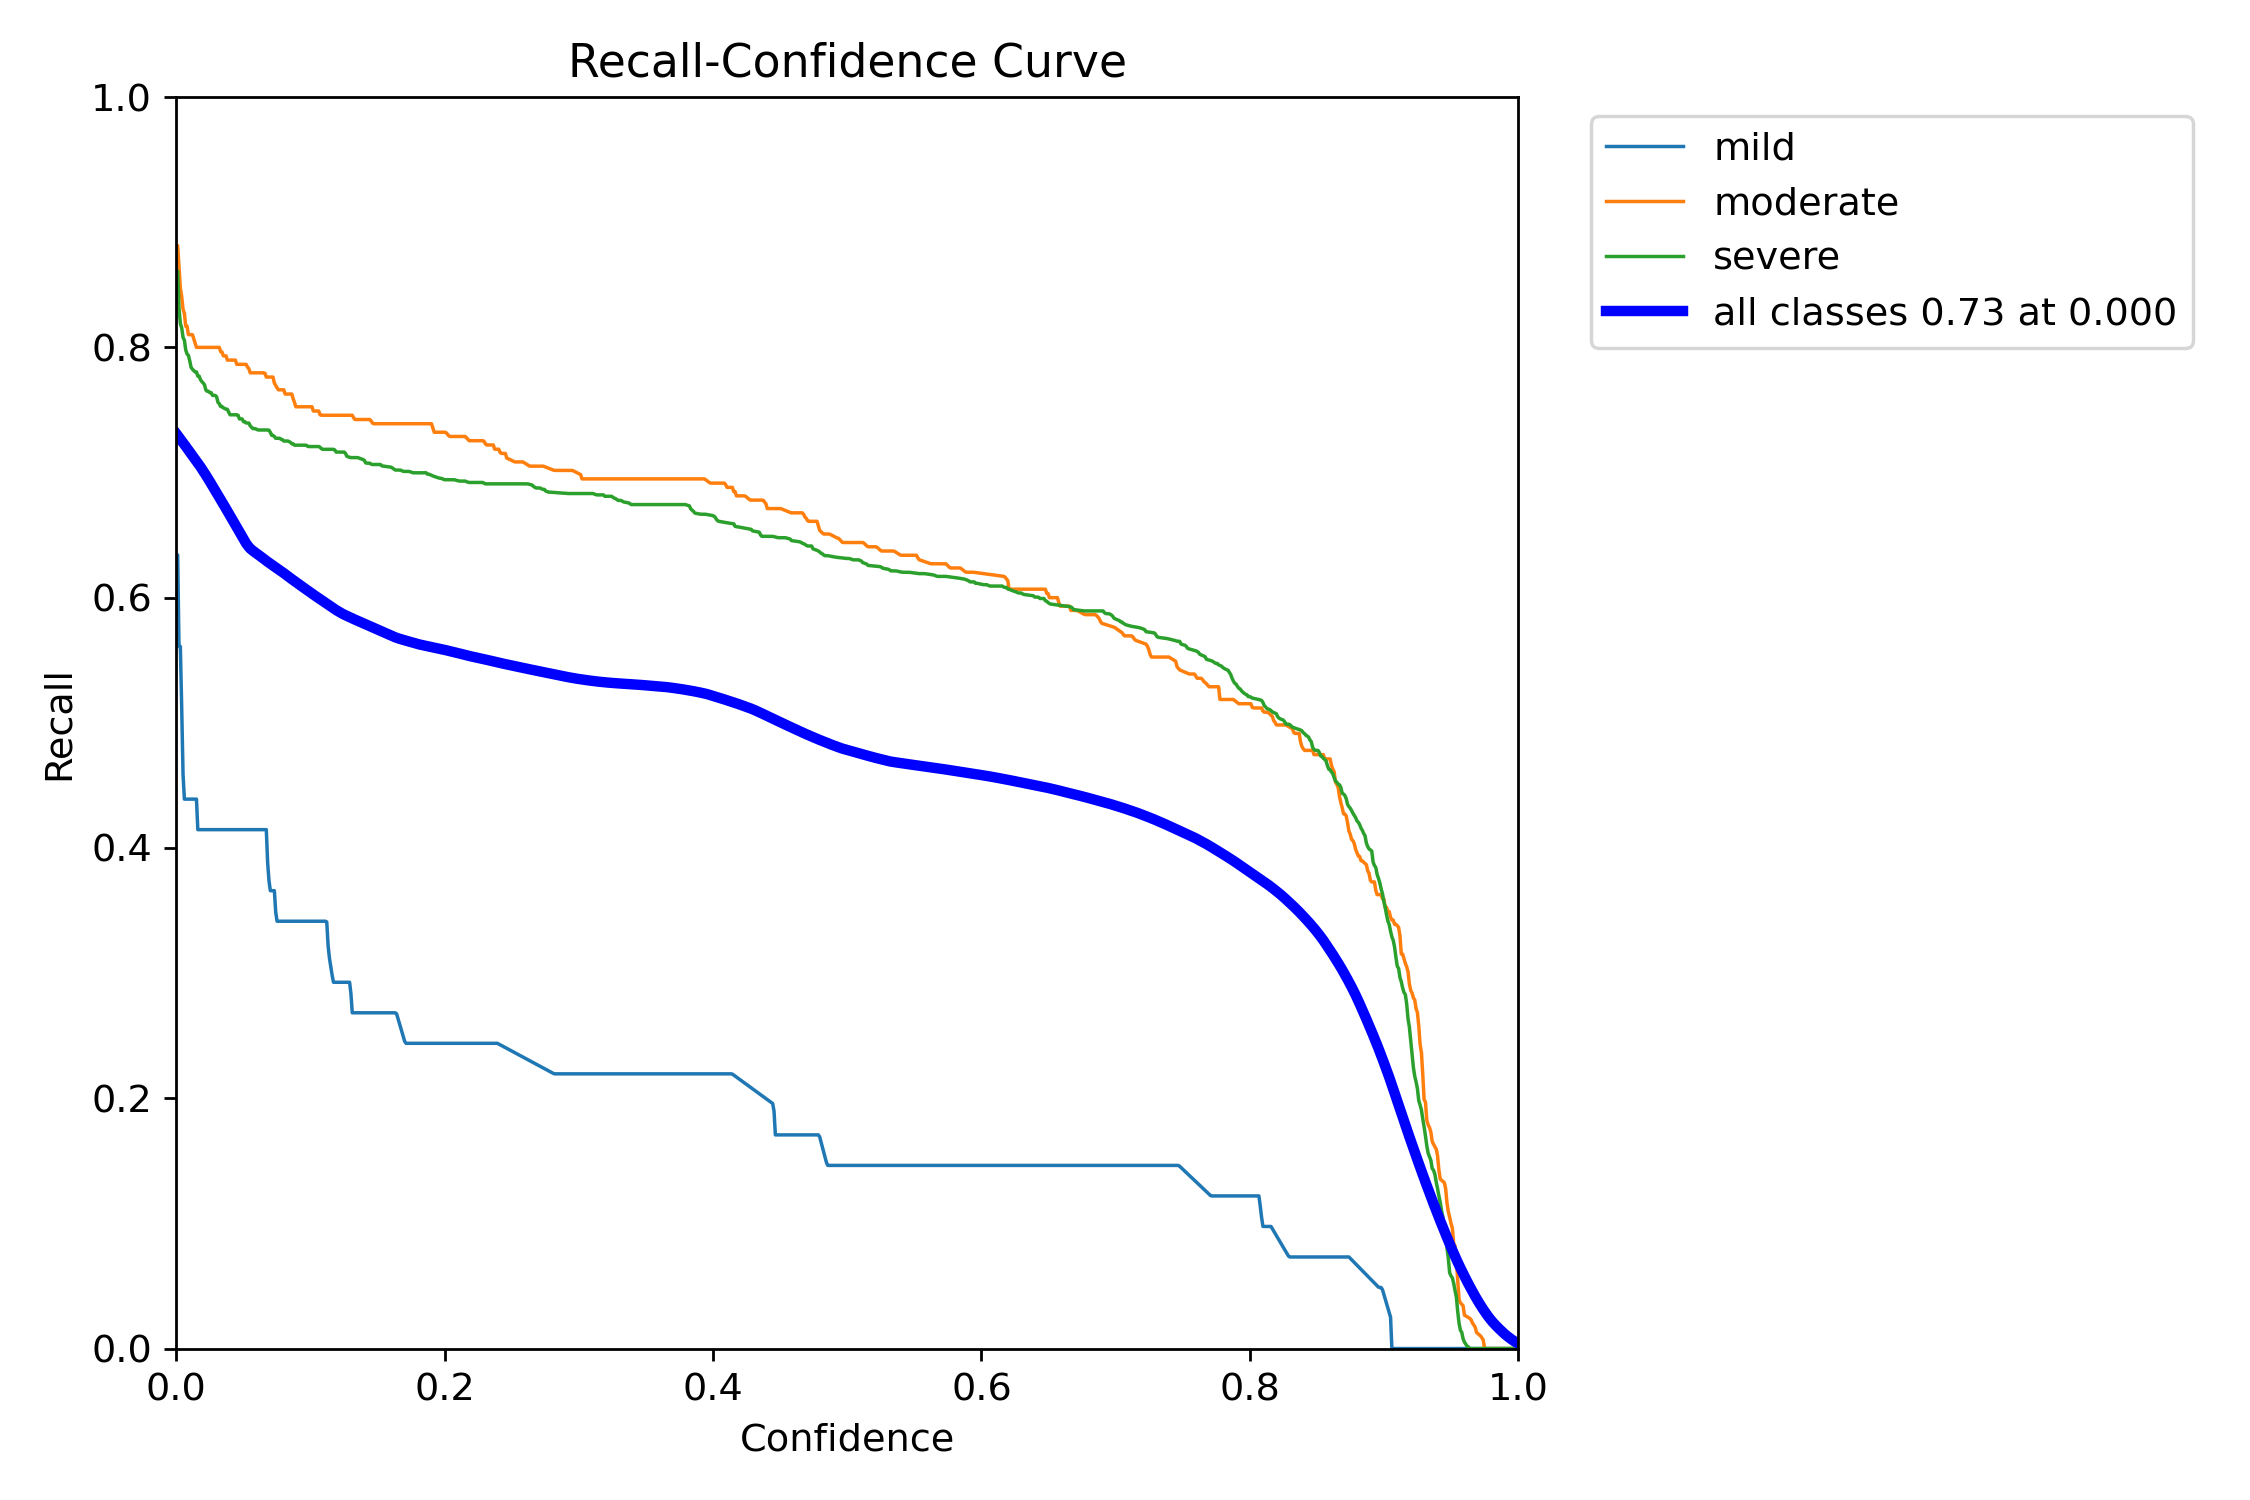 Recall-Confidence Curve
1.0
0.8
0.6
0.4
0.2
0.0
Recall
0.0 0.2 0.4 0.6 0.8 1.0
Confidence
mild
moderate
severe
all classes 0.73 at 0.000